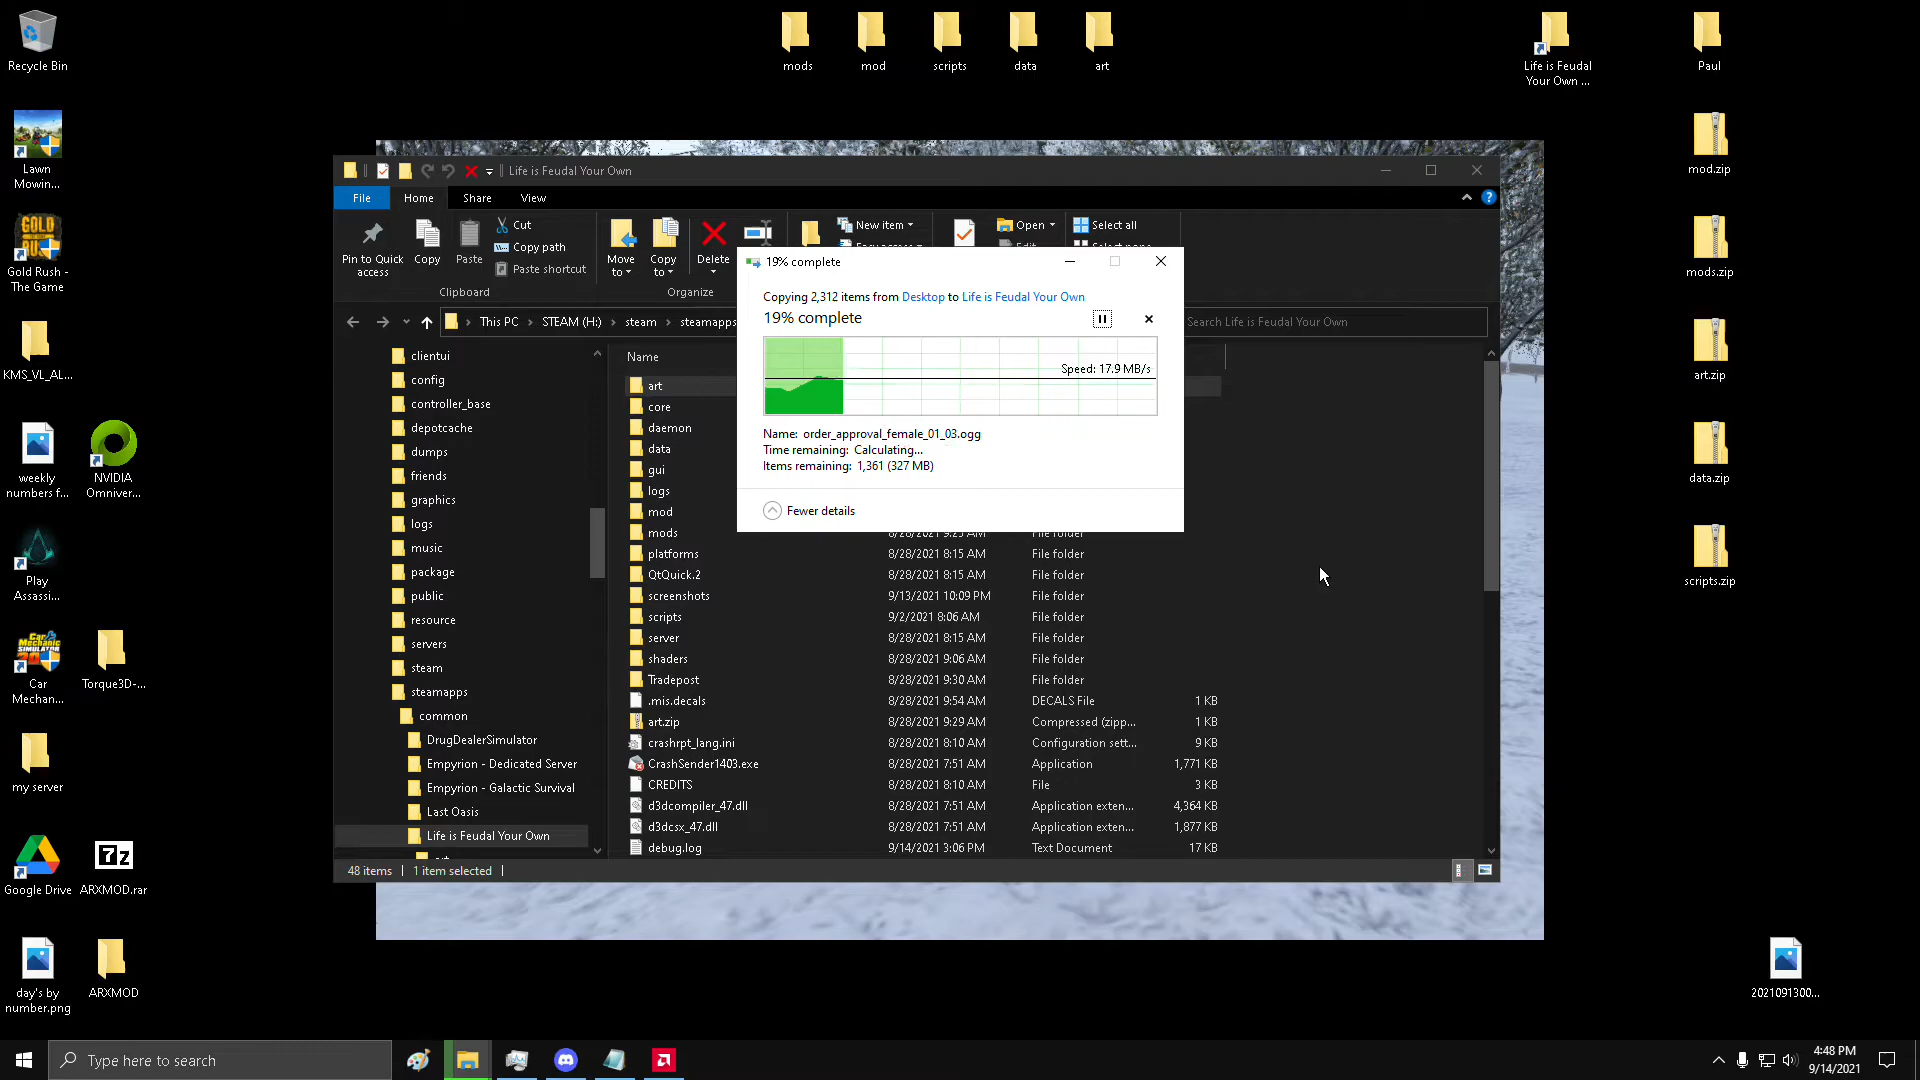 Recycle Bin
mods
mod
scripts
data
art
Life is Feudal
Your Own ...
Paul
Lawn
Mowin...
Gold Rush -
The Game
KMS_VL_AL...
weekly
numbers f...
NVIDIA
Omniver...
Play
Assassi...
Car
Mechan...
Torque3D-...
my server
Google Drive
ARXMOD.rar
day's by
number.png
ARXMOD
mod.zip
mods.zip
art.zip
data.zip
scripts.zip
2021091300...
Life is Feudal Your Own
File
Home
Share
View
Pin to Quick
access
Copy
Paste
Cut
Copy path
Paste shortcut
Clipboard
Move
to
Copy
to
Delete
Organize
New item
Open
Select all
This PC
STEAM (H:)
steam
steamapps
Search Life is Feudal Your Own
19% complete
Copying 2,312 items from Desktop to Life is Feudal Your Own
19% complete
Speed: 17.9 MB/s
Name: order_approval_female_01_03.ogg
Time remaining: Calculating...
Items remaining: 1,361 (327 MB)
Fewer details
clientui
config
controller_base
depotcache
dumps
friends
graphics
logs
music
package
public
resource
servers
steam
steamapps
common
DrugDealerSimulator
Empyrion - Dedicated Server
Empyrion - Galactic Survival
Last Oasis
Life is Feudal Your Own
Name
art
core
daemon
data
gui
logs
mod
mods 8/28/2021 9:25 AM File folder
platforms 8/28/2021 8:15 AM File folder
QtQuick.2 8/28/2021 8:15 AM File folder
screenshots 9/13/2021 10:09 PM File folder
scripts 9/2/2021 8:06 AM File folder
server 8/28/2021 8:15 AM File folder
shaders 8/28/2021 9:06 AM File folder
Tradepost 8/28/2021 9:30 AM File folder
.mis.decals 8/28/2021 9:54 AM DECALS File 1 KB
art.zip 8/28/2021 9:29 AM Compressed (zipp... 1 KB
crashrpt_lang.ini 8/28/2021 8:10 AM Configuration sett... 9 KB
CrashSender1403.exe 8/28/2021 7:51 AM Application 1,771 KB
CREDITS 8/28/2021 8:10 AM File 3 KB
d3dcompiler_47.dll 8/28/2021 7:51 AM Application exten... 4,364 KB
d3dcsx_47.dll 8/28/2021 7:51 AM Application exten... 1,877 KB
debug.log 9/14/2021 3:06 PM Text Document 17 KB
48 items
1 item selected
Type here to search
4:48 PM
9/14/2021